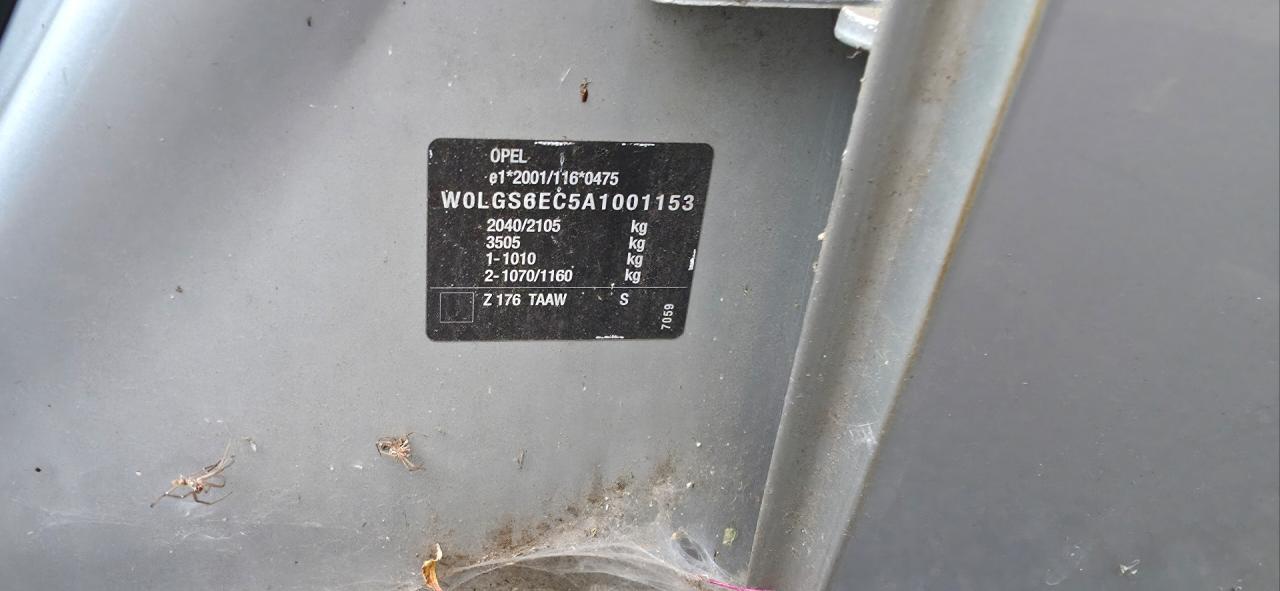 OPEL
e1*2001/116*0475
W0LGS6EC5A1001153
2040/2105 kg
3505 kg
1-1010 kg
2-1070/1160 kg
Z 176 TAAW S
7059